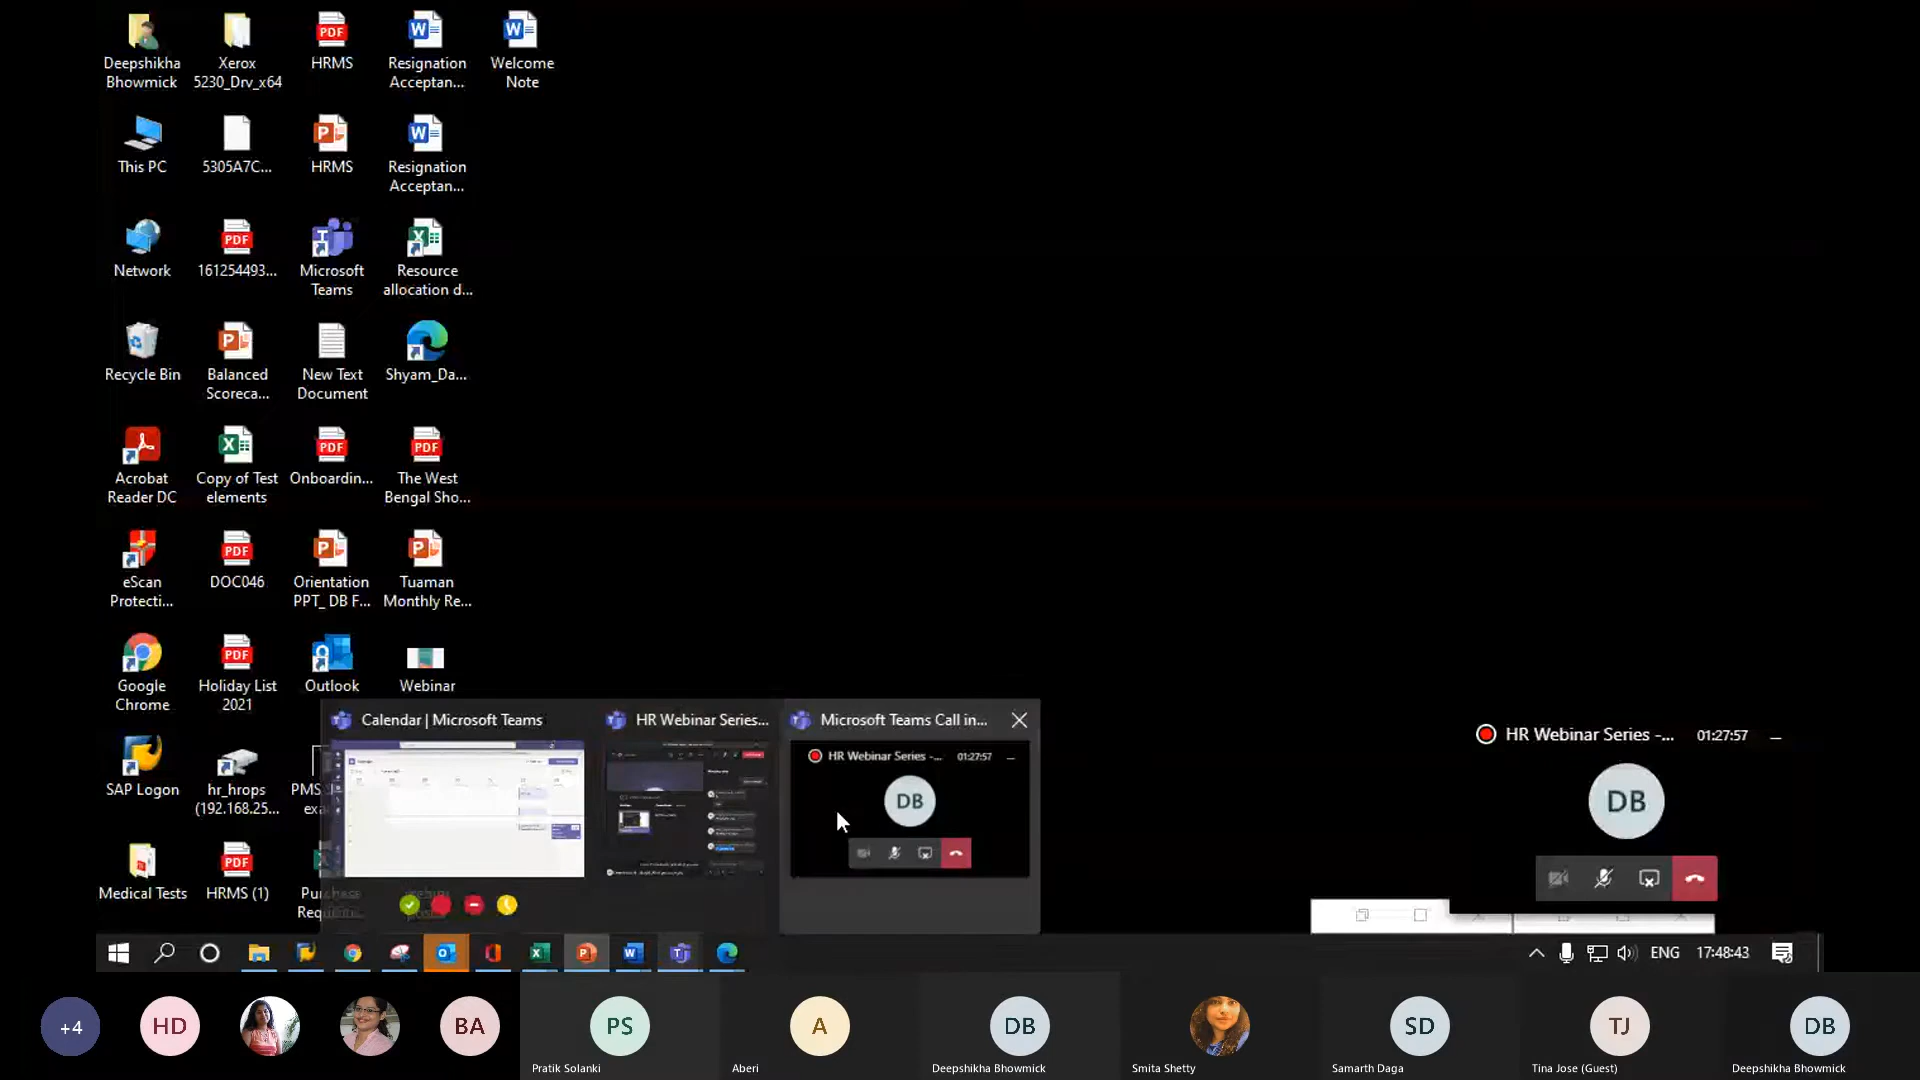 Deepshikha
Bhowmick
Xerox
5230_Drv_x64
HRMS
Resignation
Acceptan...
Welcome
Note
This PC
5305A7C...
HRMS
Resignation
Acceptan...
Network
161254493...
Microsoft
Teams
Resource
allocation d...
Recycle Bin
Balanced
Scoreca...
New Text
Document
Shyam_Da...
Acrobat
Reader DC
Copy of Test
elements
Onboardin...
The West
Bengal Sho...
eScan
Protecti...
DOC046
Orientation
PPT_ DB F...
Tuaman
Monthly Re...
Google
Chrome
Holiday List
2021
Outlook
Webinar
Calendar | Microsoft Teams
HR Webinar Series...
Microsoft Teams Call in...
HR Webinar Series -...
01:27:57
DB
HR Webinar Series -...
01:27:57
DB
SAP Logon
hr_hrops
(192.168.25...
PMS
exa
Medical Tests
HRMS (1)
ENG
17:48:43
+4
HD
BA
PS
A
DB
SD
TJ
DB
Pratik Solanki
Aberi
Deepshikha Bhowmick
Smita Shetty
Samarth Daga
Tina Jose (Guest)
Deepshikha Bhowmick